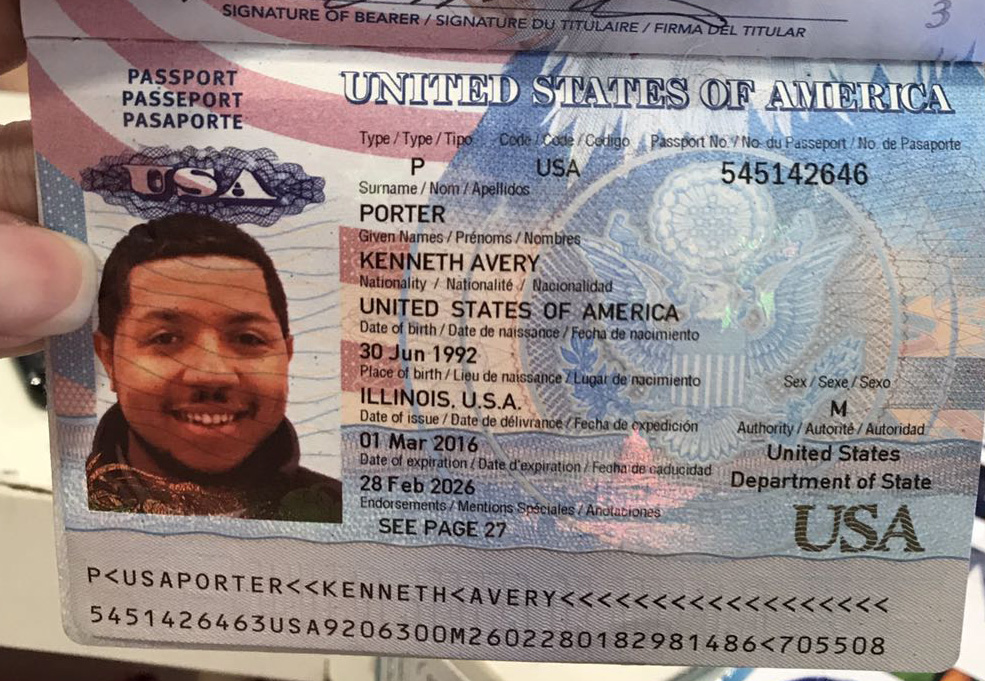 SIGNATURE OF BEARER / SIGNATURE DU TITULAIRE / FIRMA DEL TITULAR
3
PASSPORT
PASSEPORT
PASAPORTE
USA
UNITED STATES OF AMERICA
Type / Type / Tipo Code / Code / Codigo Passport No. / No. du Passeport / No. de Pasaporte
P USA 545142646
Surname / Nom / Apellidos
PORTER
Given Names / Prénoms / Nombres
KENNETH AVERY
Nationality / Nationalité / Nacionalidad
UNITED STATES OF AMERICA
Date of birth / Date de naissance / Fecha de nacimiento
30 Jun 1992
Place of birth / Lieu de naissance / Lugar de nacimiento Sex / Sexe / Sexo
ILLINOIS, U.S.A. M
Date of issue / Date de délivrance / Fecha de expedición Authority / Autorité / Autoridad
01 Mar 2016 United States
Date of expiration / Date d'expiration / Fecha de caducidad Department of State
28 Feb 2026
Endorsements / Mentions Spéciales / Anotaciones
SEE PAGE 27 USA
P<USAPORTER<<KENNETH<AVERY<<<<<<<<<<<<<<<<<<
5451426463USA9206300M2602280182981486<705508